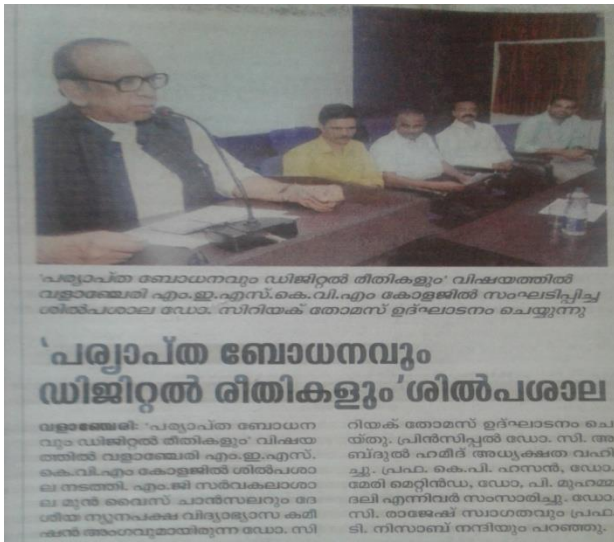 'പര്യാപ്ത ബോധനവും ഡിജിറ്റൽ രീതികളും' വിഷയത്തിൽ
വളാഞ്ചേരി എം.ഇ.എസ്.കെ.വി.എം കോളജിൽ സംഘടിപ്പിച്ച
ശിൽപശാല ഡോ. സിറിയക് തോമസ് ഉദ്ഘാടനം ചെയ്യുന്നു
'പര്യാപ്ത ബോധനവും
ഡിജിറ്റൽ രീതികളും'ശിൽപശാല
വളാഞ്ചേരി: 'പര്യാപ്ത ബോധന
വും ഡിജിറ്റൽ രീതികളും' വിഷയ
ത്തിൽ വളാഞ്ചേരി എം.ഇ.എസ്.
കെ.വി.എം കോളജിൽ ശിൽപശാ
ല നടത്തി. എം.ജി സർവകലാശാ
ല മുൻ വൈസ് ചാൻസലറും ദേ
ശീയ ന്യൂനപക്ഷ വിദ്യാഭ്യാസ കമീ
ഷൻ അംഗവുമായിരുന്ന ഡോ. സി
റിയക് തോമസ് ഉദ്ഘാടനം ചെ
യ്തു. പ്രിൻസിപ്പൽ ഡോ. സി. അ
ബ്ദുൽ ഹമീദ് അധ്യക്ഷത വഹി
ച്ചു. പ്രഫ. കെ.പി. ഹസൻ, ഡോ.
മേരി മെറ്റിൻഡ, ഡോ, പി. മുഹമ്മ
ദലി എന്നിവർ സംസാരിച്ചു. ഡോ.
സി. രാജേഷ് സ്വാഗതവും പ്രഫ.
ടി. നിസാബ് നന്ദിയും പറഞ്ഞു.